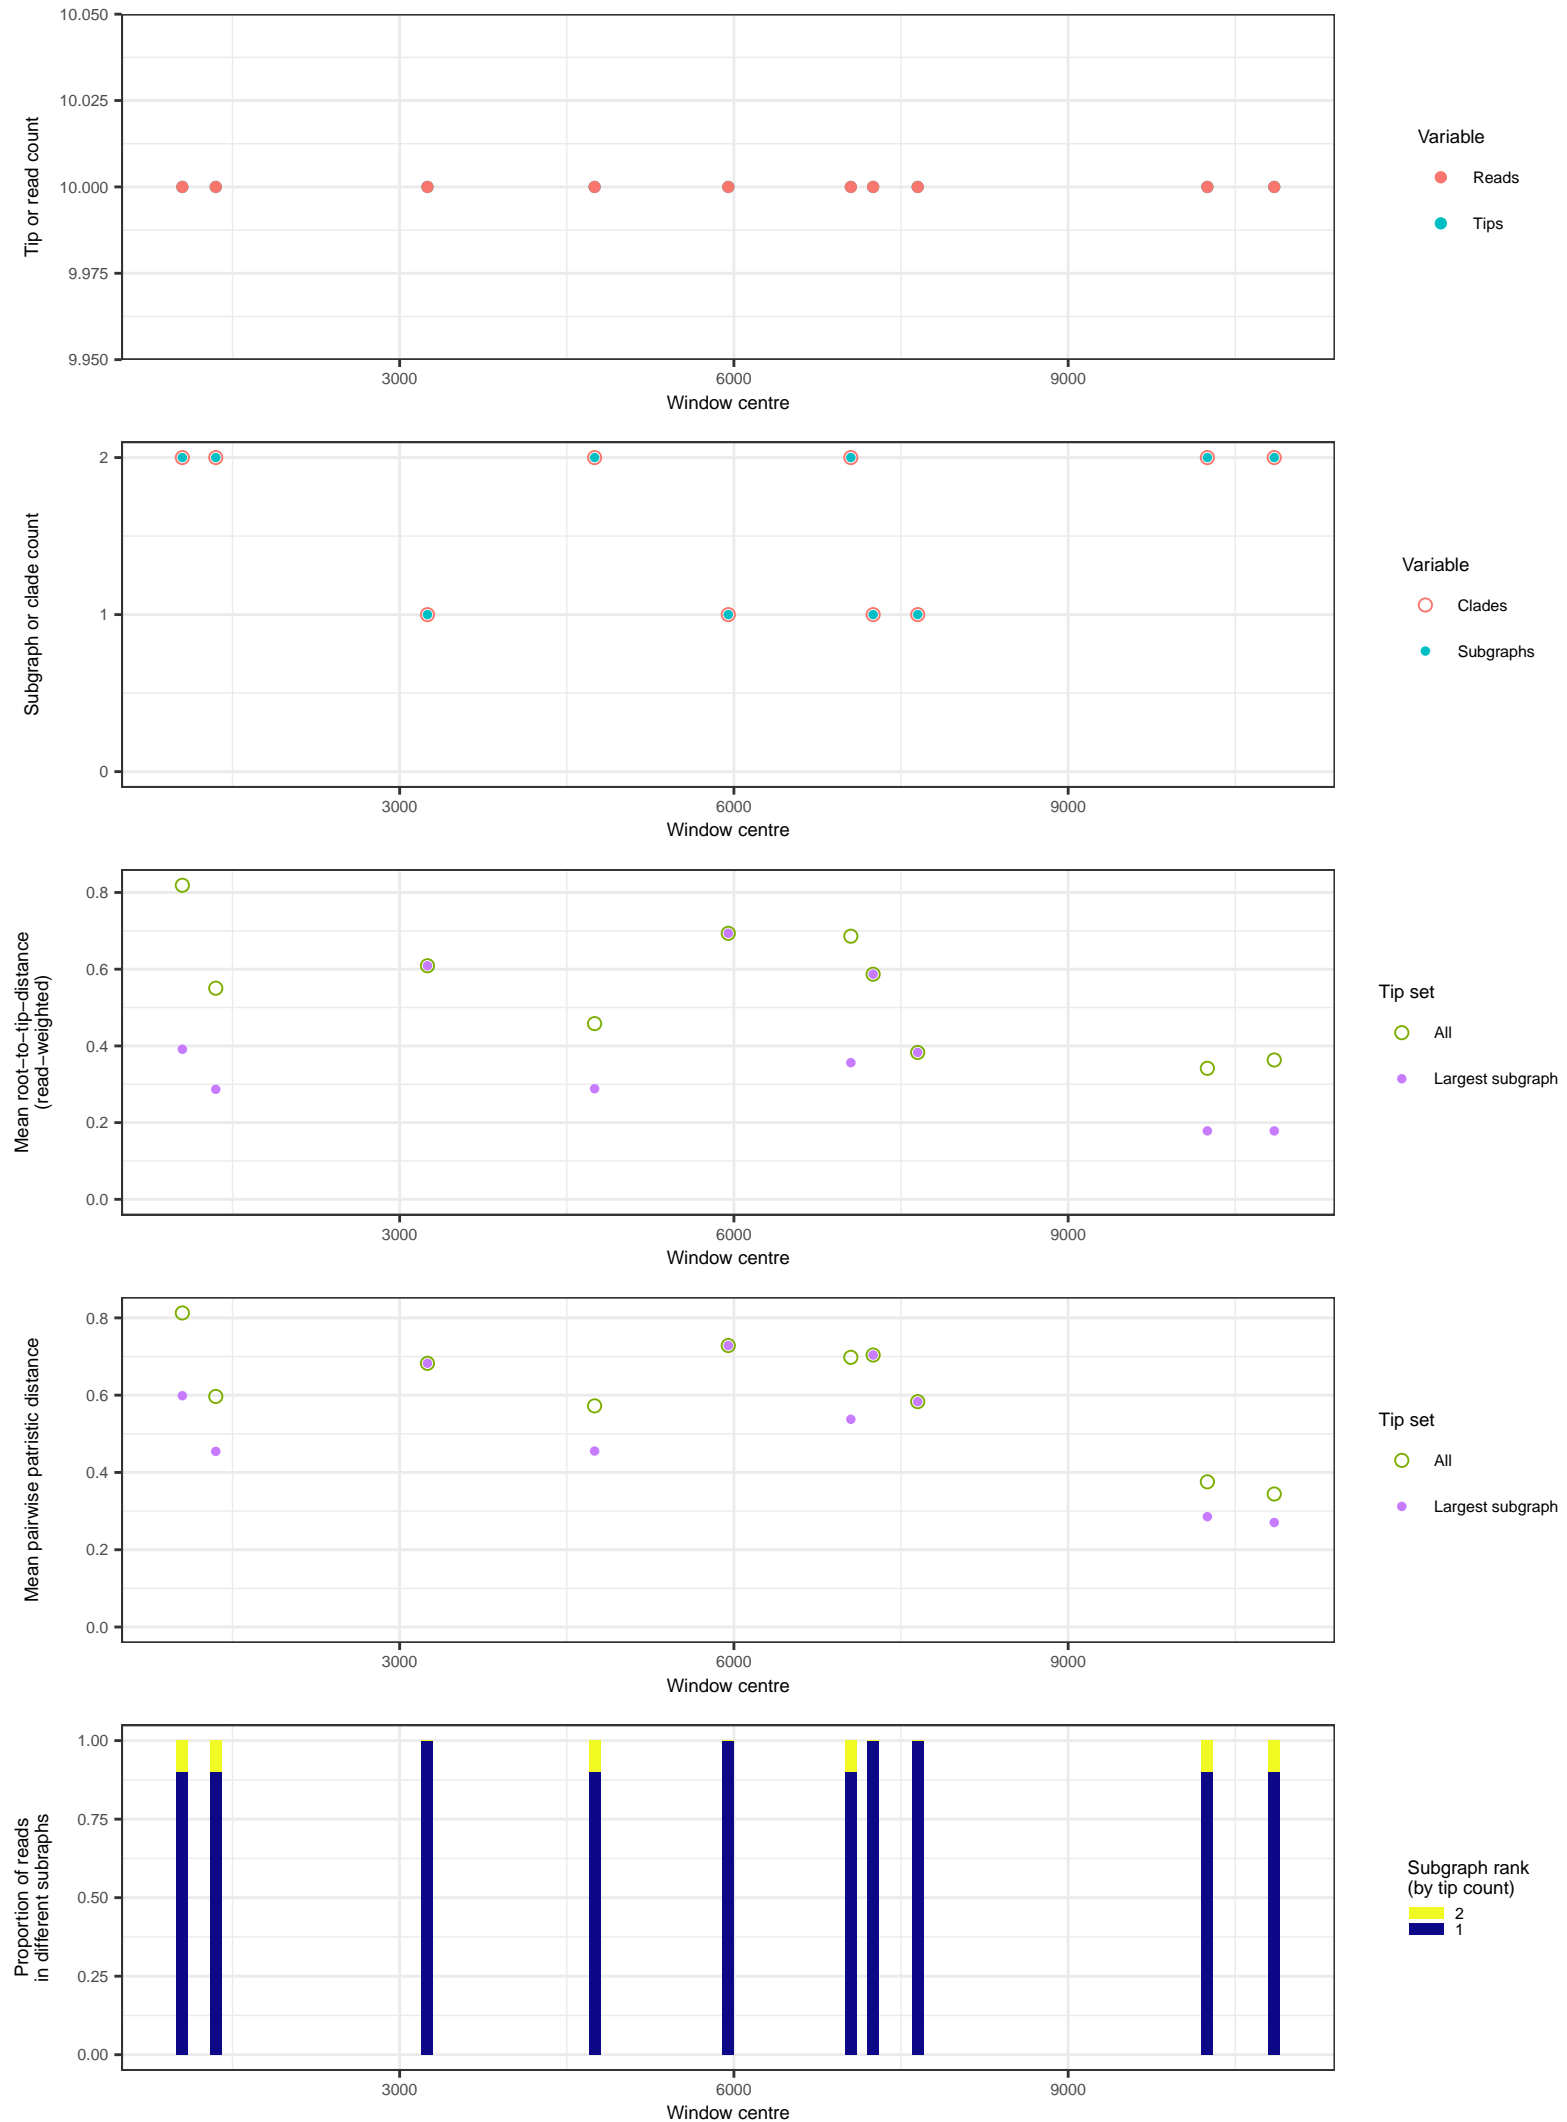 10.050
10.025
10.000
9.975
9.950
Tip or read count
3000
6000
9000
Window centre
Variable
Reads
Tips
2
1
0
Subgraph or clade count
3000
6000
9000
Window centre
Variable
Clades
Subgraphs
0.8
0.6
0.4
0.2
0.0
Mean root−to−tip−distance
(read−weighted)
3000
6000
9000
Window centre
Tip set
All
Largest subgraph
0.8
0.6
0.4
0.2
0.0
Mean pairwise patristic distance
3000
6000
9000
Window centre
Tip set
All
Largest subgraph
1.00
0.75
0.50
0.25
0.00
Proportion of reads
in different subraphs
3000
6000
9000
Window centre
Subgraph rank
(by tip count)
2
1